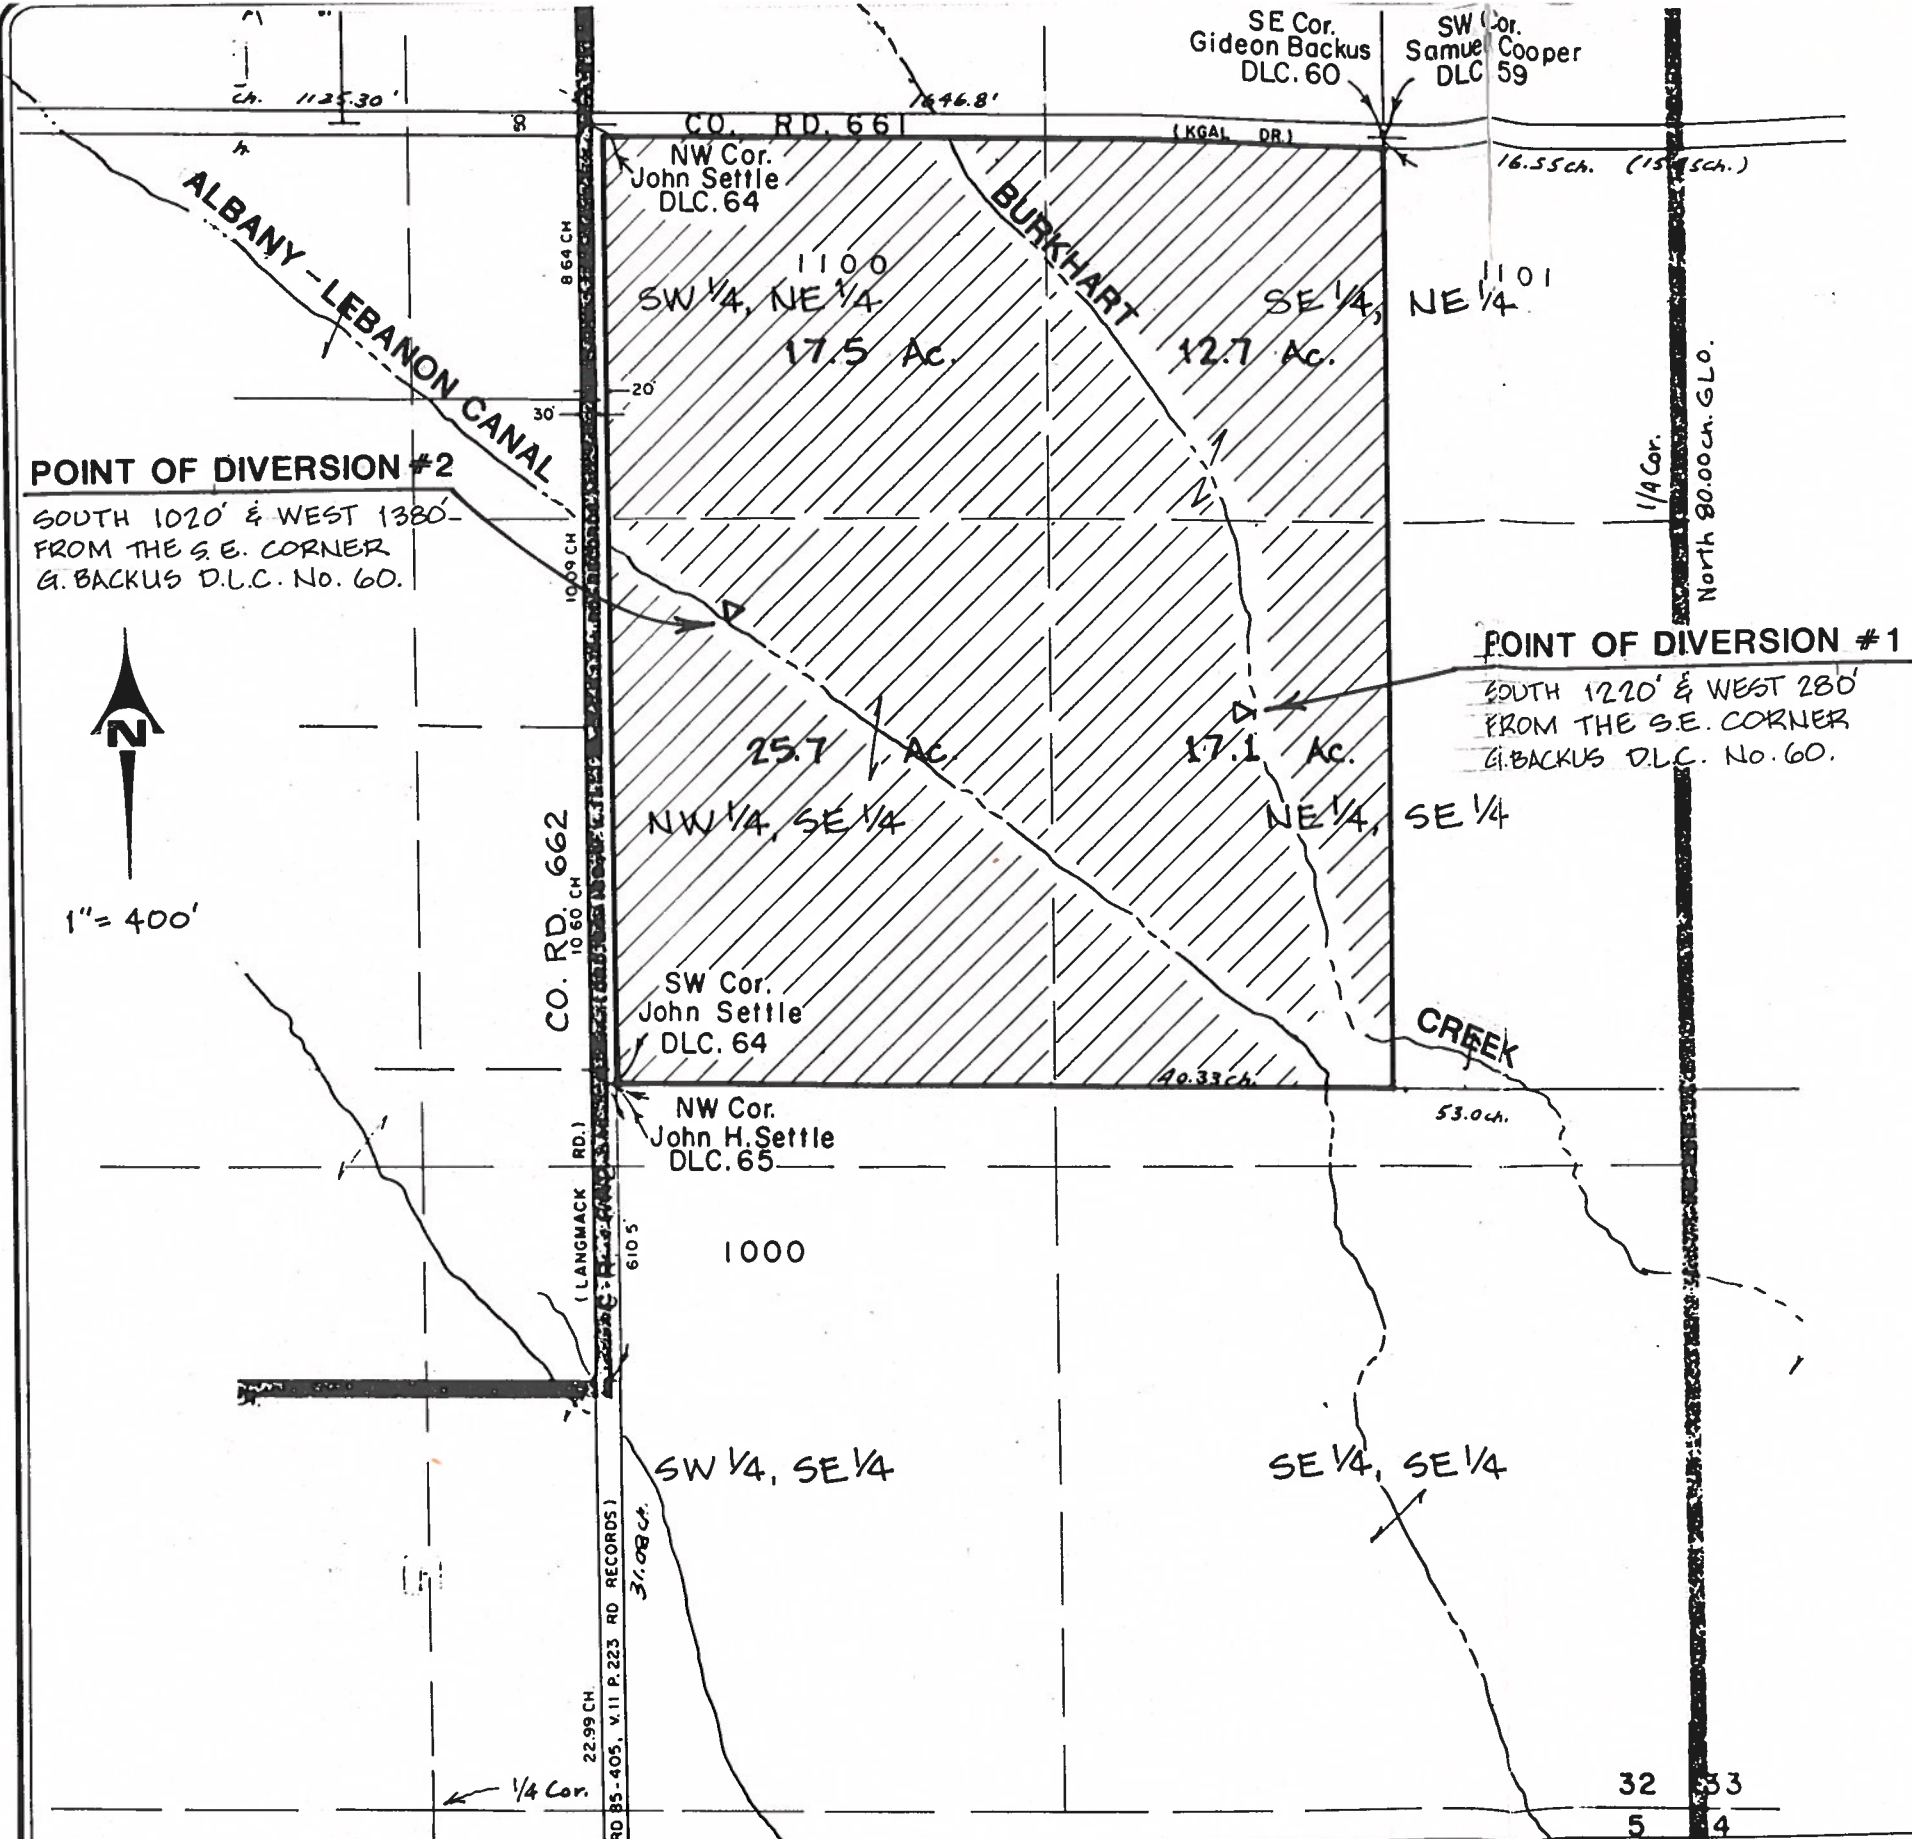 SE Cor.
Gideon Backus
DLC. 60
SW Cor.
Samuel Cooper
DLC 59
ch. 1125.30'
1646.8'
CO. RD. 661
(KGAL DR.)
16.55ch.
NW Cor.
John Settle
DLC. 64
ALBANY-LEBANON CANAL
BURKHART
8 64 CH
1100
SW 1/4, NE 1/4
17.5 Ac.
1101
SE 1/4, NE 1/4
12.7 Ac.
North 80.00ch. GLO.
1/4 Cor.
20'
30'
POINT OF DIVERSION #2
SOUTH 1020' & WEST 1380'
FROM THE S.E. CORNER
G. BACKUS D.L.C. No. 60.
10 09 CH
POINT OF DIVERSION #1
SOUTH 1220' & WEST 280'
FROM THE S.E. CORNER
G. BACKUS D.L.C. No. 60.
N
1"= 400'
25.7 Ac.
NW 1/4, SE 1/4
17.1 Ac.
NE 1/4, SE 1/4
CO. RD. 662
10 60 CH
SW Cor.
John Settle
DLC. 64
CREEK
40.33ch.
53.0ch.
NW Cor.
John H. Settle
DLC. 65
(LANGMACK RD.)
610 5'
1000
SW 1/4, SE 1/4
SE 1/4, SE 1/4
31.08 ch.
22.99 CH.
RD 85-405, V. 11 P. 223 RD RECORDS)
1/4 Cor.
32 33
5 4